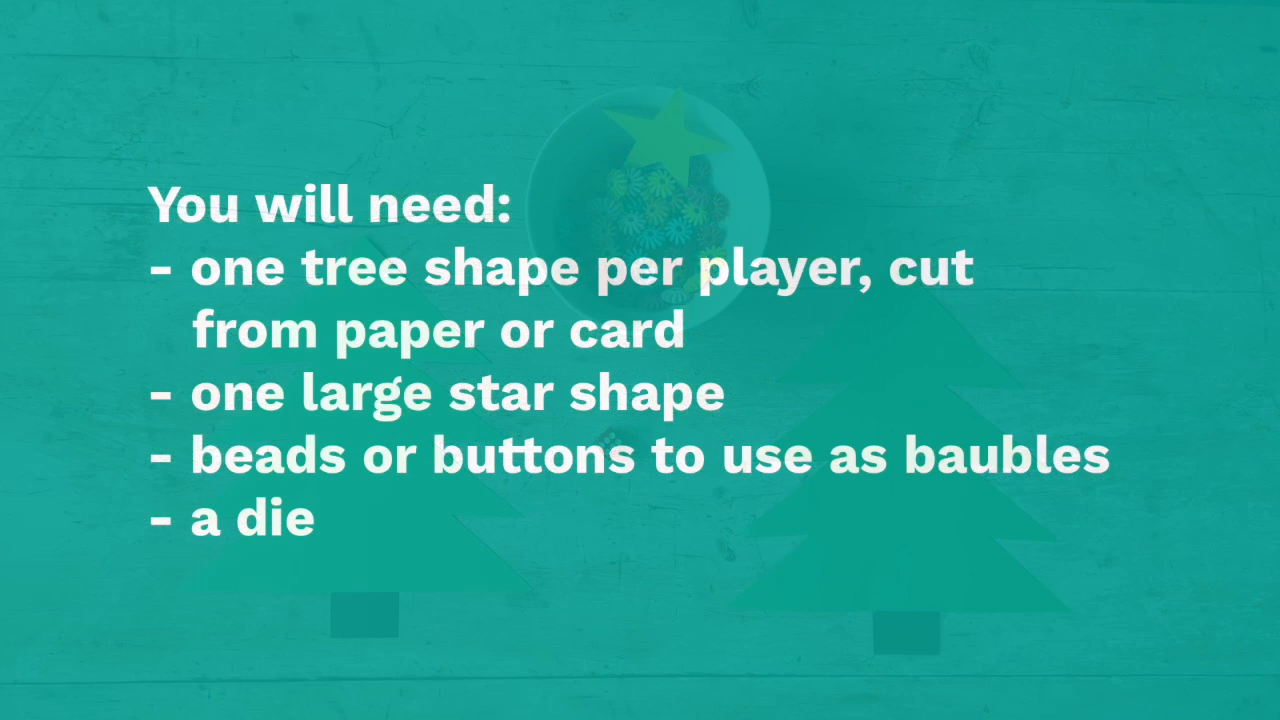 You will need:
- one tree shape per player, cut
from paper or card
- one large star shape
- beads or buttons to use as baubles
- a die